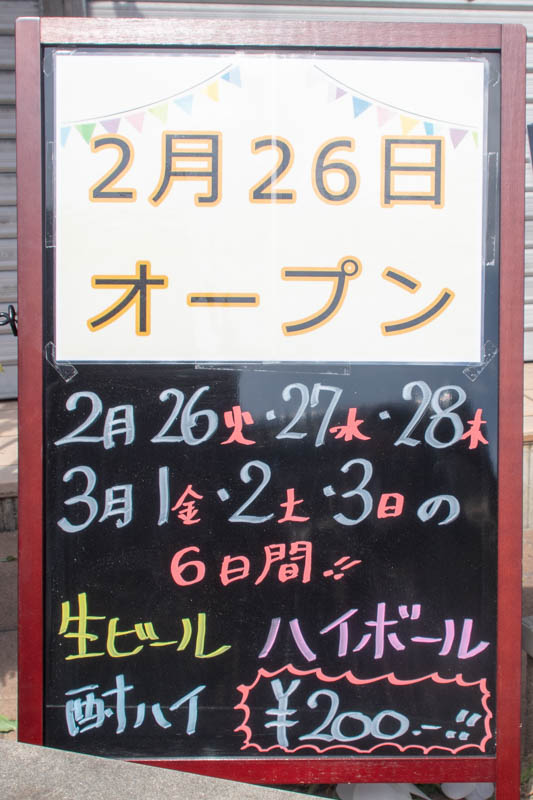 2月26日
オープン
2月26火・27水・28木
3月1金・2土・3日の
6日間!!
生ビール ハイボール
酎ハイ ¥200.-!!